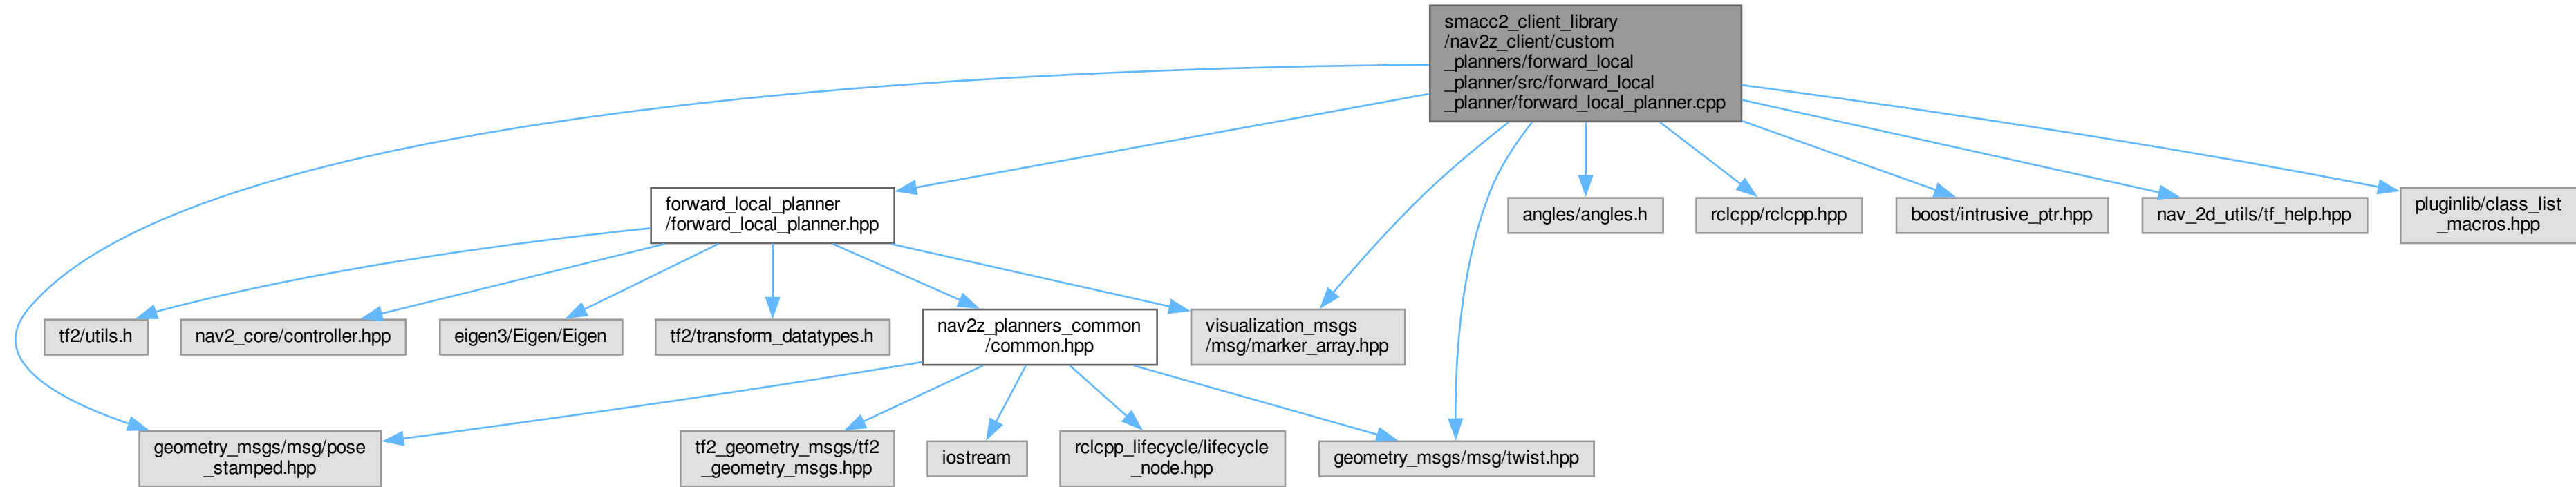 smacc2_client_library
/nav2z_client/custom
_planners/forward_local
_planner/src/forward_local
_planner/forward_local_planner.cpp
forward_local_planner
/forward_local_planner.hpp
angles/angles.h
rclcpp/rclcpp.hpp
boost/intrusive_ptr.hpp
nav_2d_utils/tf_help.hpp
pluginlib/class_list
_macros.hpp
tf2/utils.h
nav2_core/controller.hpp
eigen3/Eigen/Eigen
tf2/transform_datatypes.h
nav2z_planners_common
/common.hpp
visualization_msgs
/msg/marker_array.hpp
geometry_msgs/msg/pose
_stamped.hpp
tf2_geometry_msgs/tf2
_geometry_msgs.hpp
iostream
rclcpp_lifecycle/lifecycle
_node.hpp
geometry_msgs/msg/twist.hpp